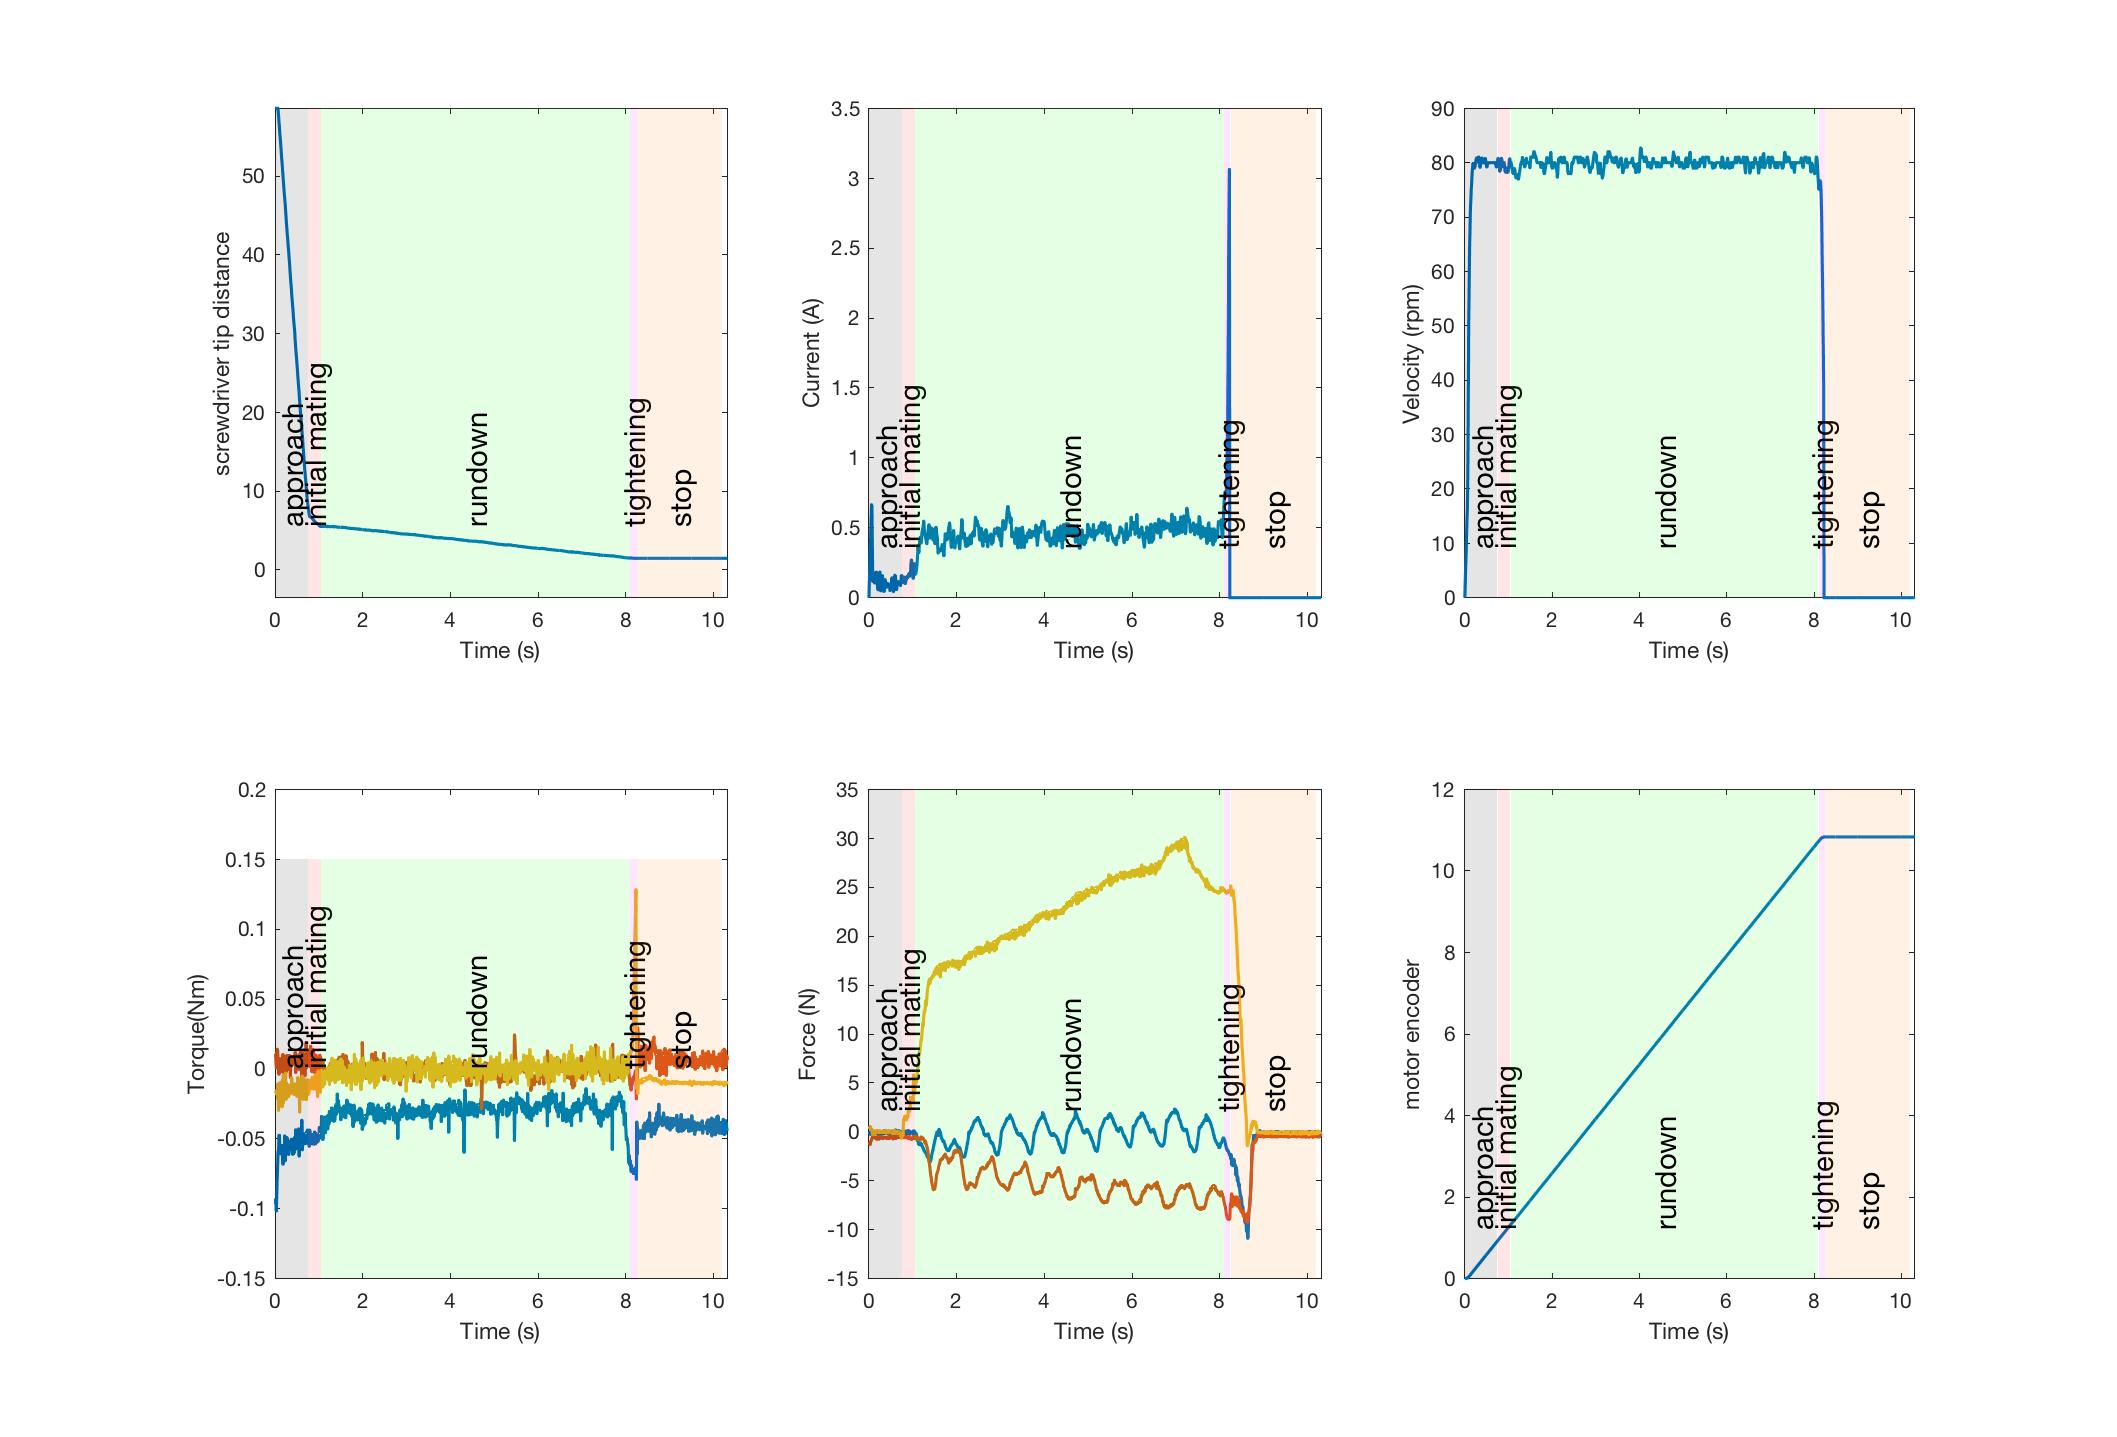 screwdriver tip distance
50
40
30
20
10
0
approach
initial mating
rundown
tightening
stop
0 2 4 6 8 10
Time (s)
Current (A)
3.5
3
2.5
2
1.5
1
0.5
0
approach
initial mating
rundown
tightening
stop
0 2 4 6 8 10
Time (s)
Velocity (rpm)
90
80
70
60
50
40
30
20
10
0
approach
initial mating
rundown
tightening
stop
0 2 4 6 8 10
Time (s)
Torque(Nm)
0.2
0.15
0.1
0.05
0
-0.05
-0.1
-0.15
approach
initial mating
rundown
tightening
stop
0 2 4 6 8 10
Time (s)
Force (N)
35
30
25
20
15
10
5
0
-5
-10
-15
approach
initial mating
rundown
tightening
stop
0 2 4 6 8 10
Time (s)
motor encoder
12
10
8
6
4
2
0
approach
initial mating
rundown
tightening
stop
0 2 4 6 8 10
Time (s)